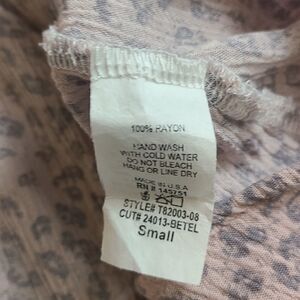 100% RAYON
HAND WASH
WITH COLD WATER
DO NOT BLEACH
HANG OR LINE DRY
MADE IN U.S.A
RN # 145751
STYLE# T82003-08
CUT# 24013-BETEL
Small